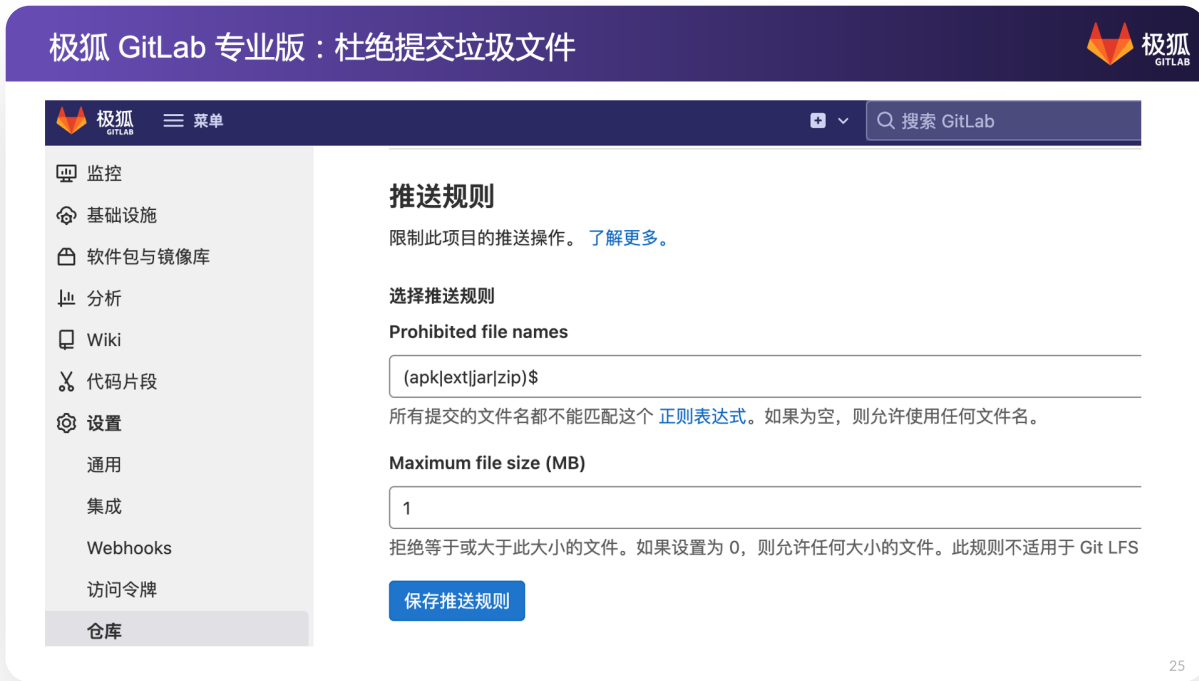 极狐 GitLab 专业版：杜绝提交垃圾文件
极狐
GITLAB
极狐
GITLAB
菜单
搜索 GitLab
监控
基础设施
软件包与镜像库
分析
Wiki
代码片段
设置
通用
集成
Webhooks
访问令牌
仓库
推送规则
限制此项目的推送操作。 了解更多。
选择推送规则
Prohibited file names
(apk|ext|jar|zip)$
所有提交的文件名都不能匹配这个 正则表达式。如果为空，则允许使用任何文件名。
Maximum file size (MB)
1
拒绝等于或大于此大小的文件。如果设置为 0，则允许任何大小的文件。此规则不适用于 Git LFS
保存推送规则
25